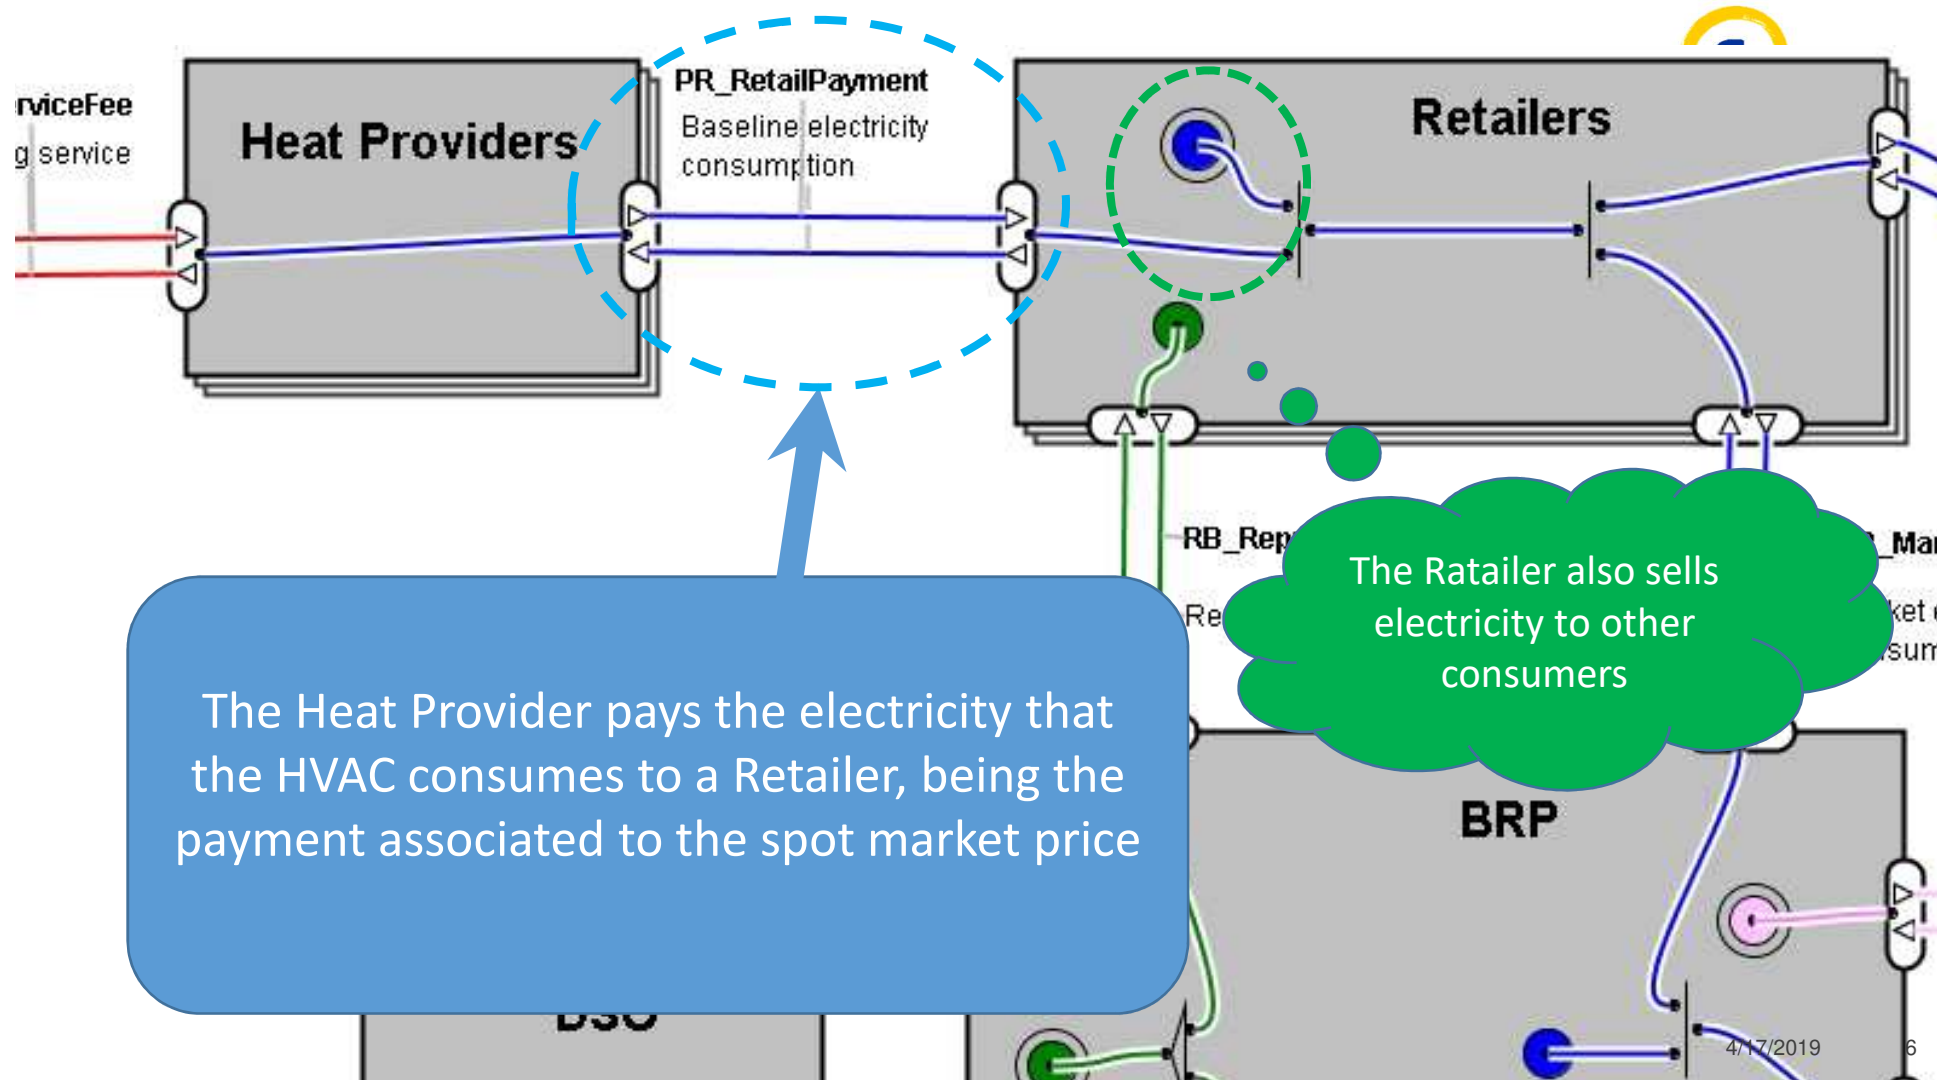 rviceFee
g service
Heat Providers
PR_RetailPayment
Baseline electricity
consumption
Retailers
RB_Rep
Re
_Mar
ket
sum
The Ratailer also sells
electricity to other
consumers
The Heat Provider pays the electricity that
the HVAC consumes to a Retailer, being the
payment associated to the spot market price
BRP
DSO
4/17/2019
6